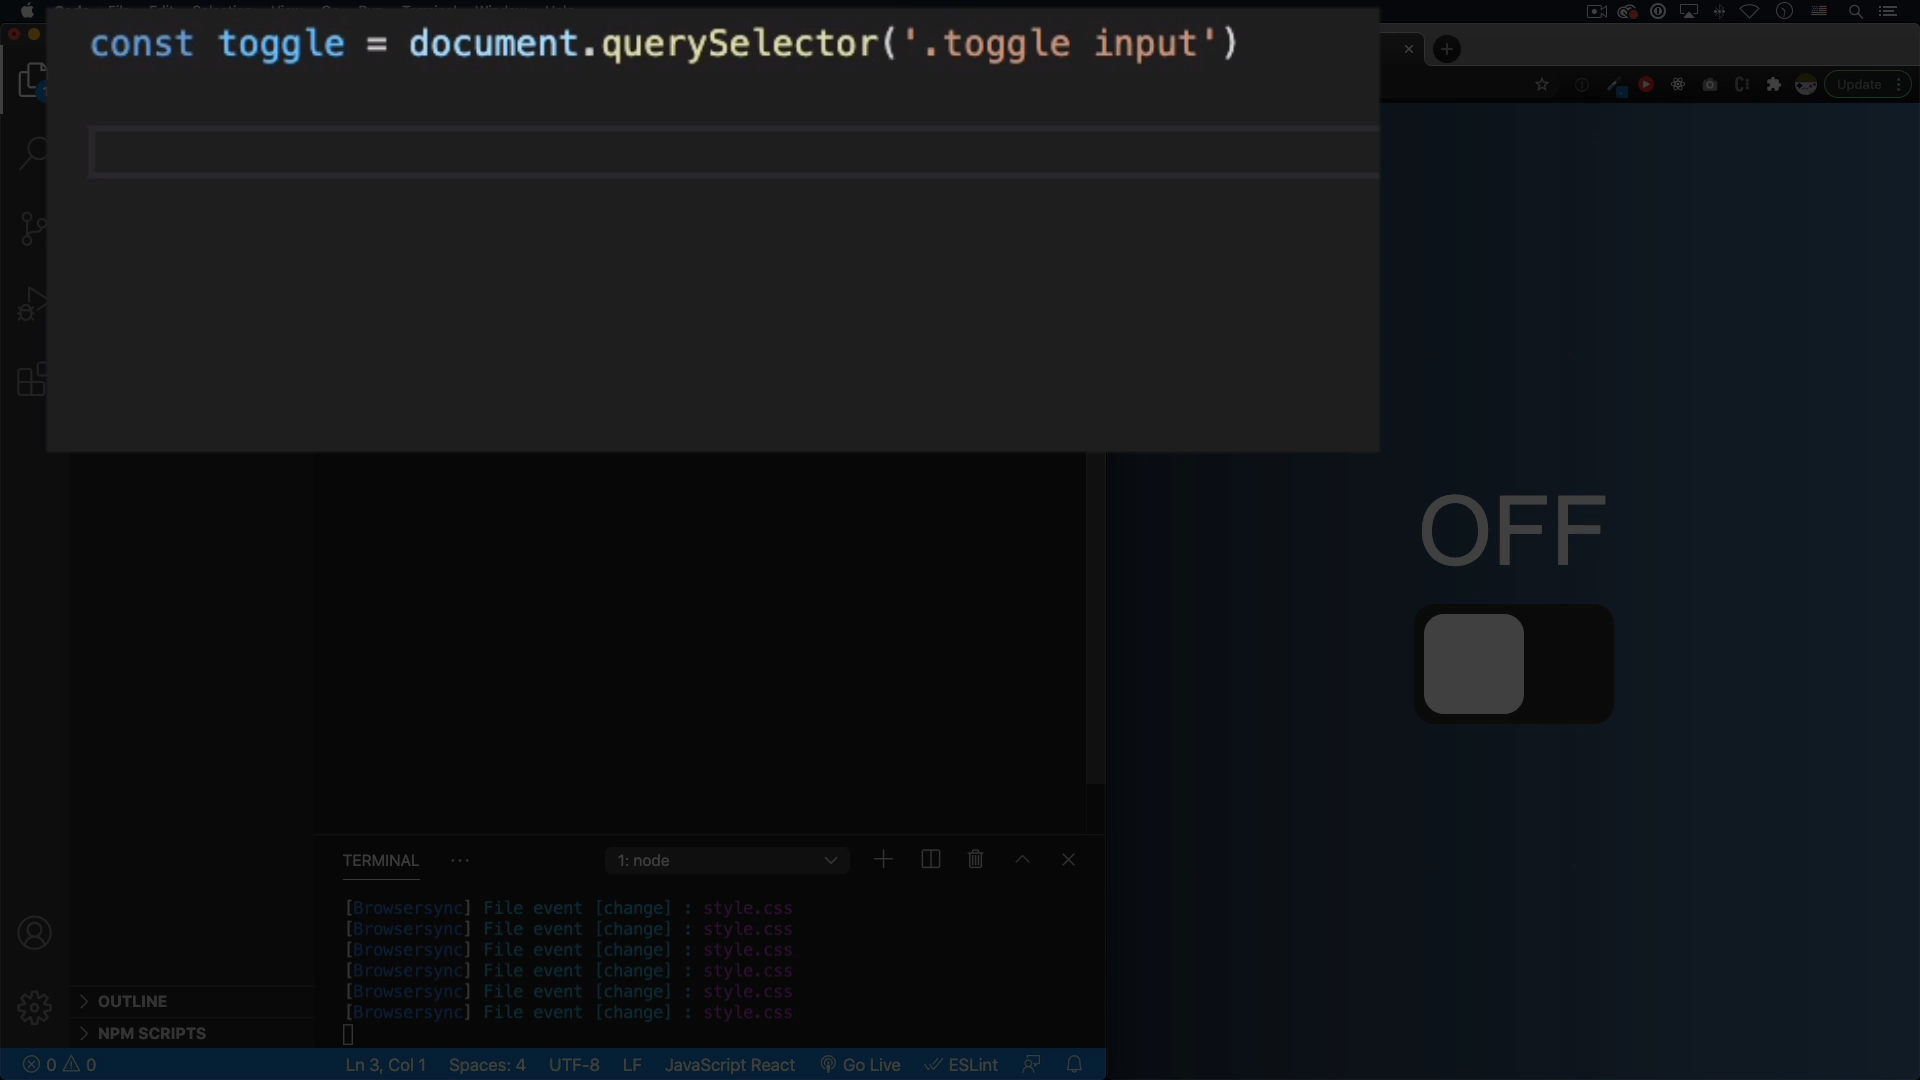 const toggle = document.querySelector('.toggle input')
Update
OFF
TERMINAL
1: node
[Browsersync] File event [change] : style.css
[Browsersync] File event [change] : style.css
[Browsersync] File event [change] : style.css
[Browsersync] File event [change] : style.css
[Browsersync] File event [change] : style.css
[Browsersync] File event [change] : style.css
OUTLINE
NPM SCRIPTS
0 0 Ln 3, Col 1 Spaces: 4 UTF-8 LF JavaScript React Go Live ESLint